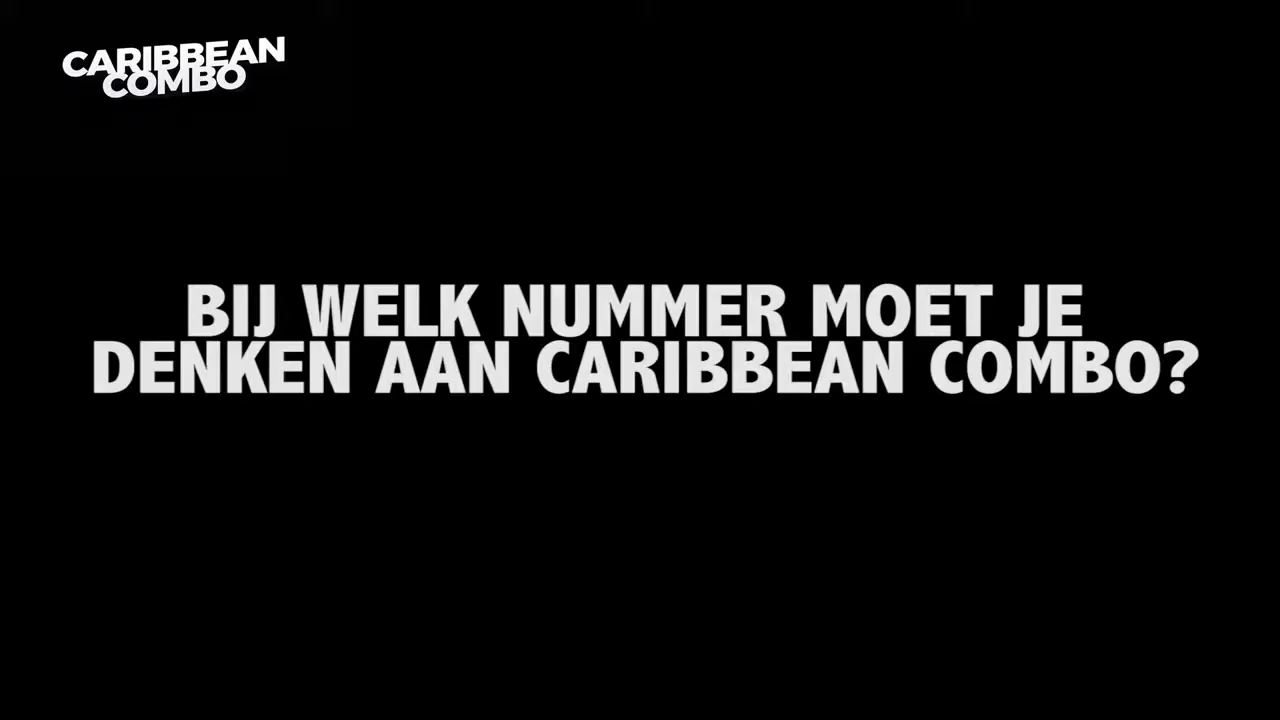 CARIBBEAN
COMBO
BIJ WELK NUMMER MOET JE
DENKEN AAN CARIBBEAN COMBO?